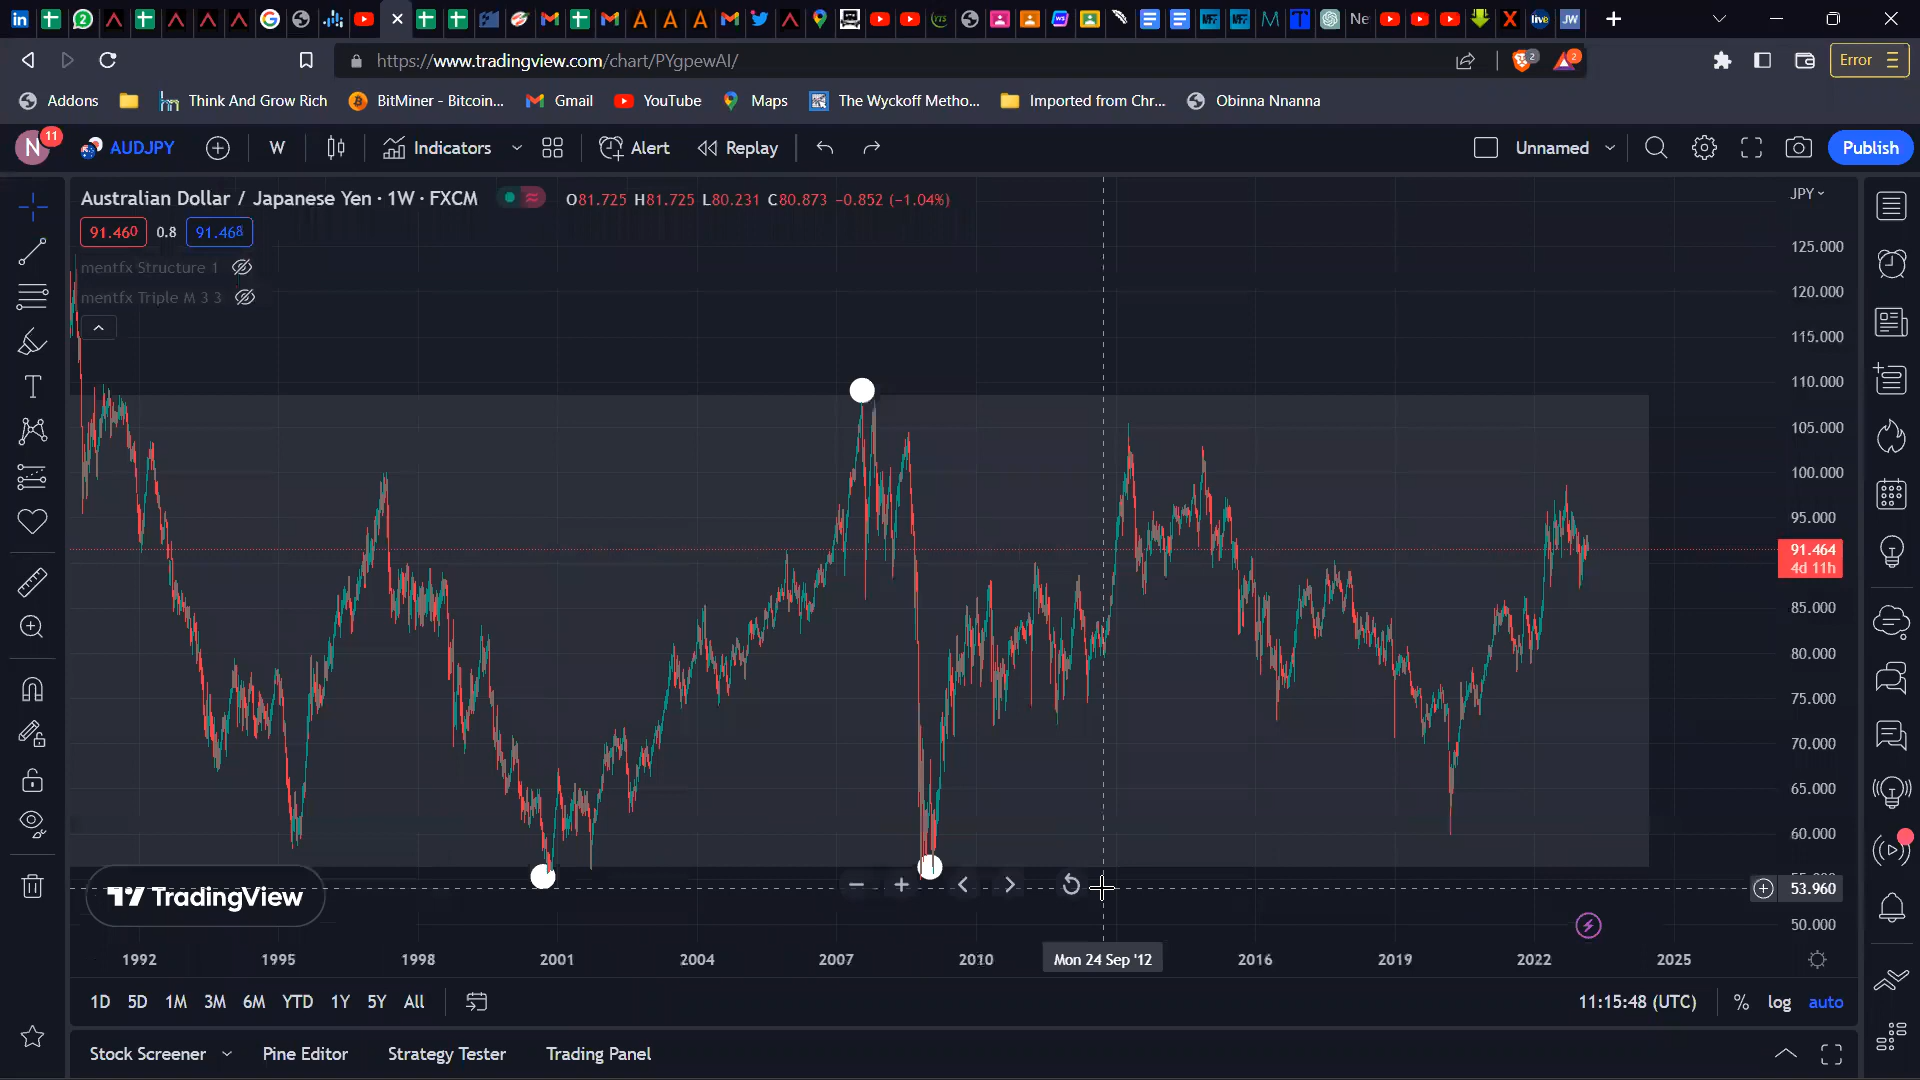 https://www.tradingview.com/chart/PYgpewAI/
Error
Addons
Think And Grow Rich
BitMiner - Bitcoin...
Gmail
YouTube
Maps
The Wyckoff Metho...
Imported from Chr...
Obinna Nnanna
N 11
AUDJPY
W
Indicators
Alert
Replay
Unnamed
Publish
Australian Dollar / Japanese Yen · 1W · FXCM
O81.725 H81.725 L80.231 C80.873 −0.852 (−1.04%)
JPY
91.460 0.8 91.468
mentfx Structure 1
mentfx Triple M 3 3
125.000
120.000
115.000
110.000
105.000
100.000
95.000
91.464
4d 11h
85.000
80.000
75.000
70.000
65.000
60.000
53.960
50.000
TradingView
1992 1995 1998 2001 2004 2007 2010 Mon 24 Sep '12 2016 2019 2022 2025
1D 5D 1M 3M 6M YTD 1Y 5Y All
11:15:48 (UTC) % log auto
Stock Screener
Pine Editor
Strategy Tester
Trading Panel